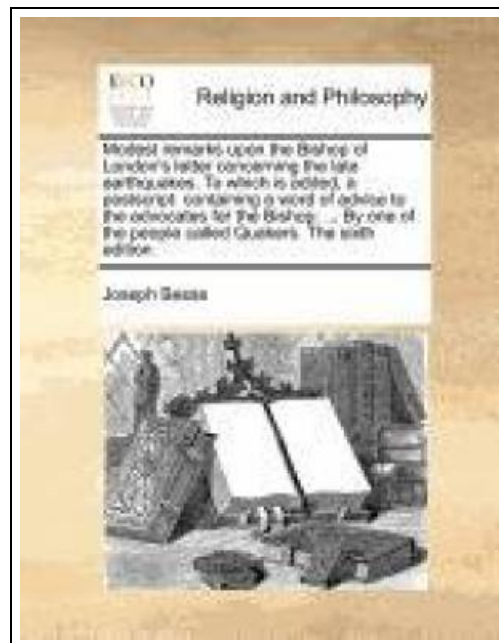 ECCO
Religion and Philosophy
Modest remarks upon the Bishop of
London's letter concerning the late
earthquakes. To which is added, a
postscript, containing a word of advice to
the advocates for the Bishop. ... By one of
the people called Quakers. The sixth
edition.
Joseph Besse